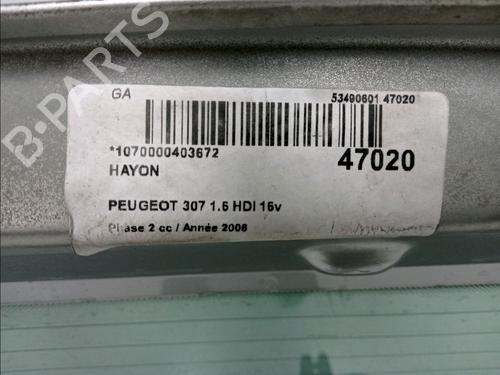 GA
53490601 47020
*1070000403672
47020
HAYON
PEUGEOT 307 1.6 HDI 16v
Phase 2 cc / Année 2006
B-PARTS